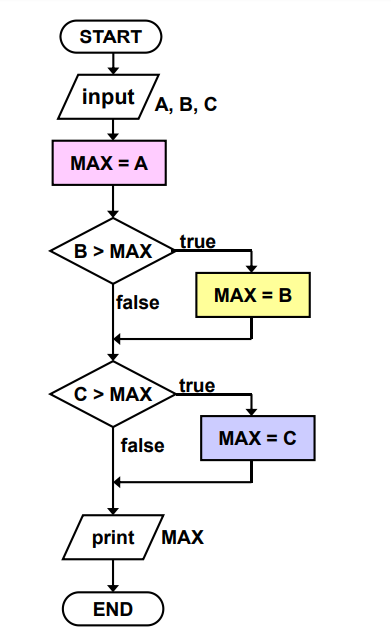 START
input
A, B, C
MAX = A
B > MAX
true
MAX = B
false
C > MAX
true
MAX = C
false
print
MAX
END